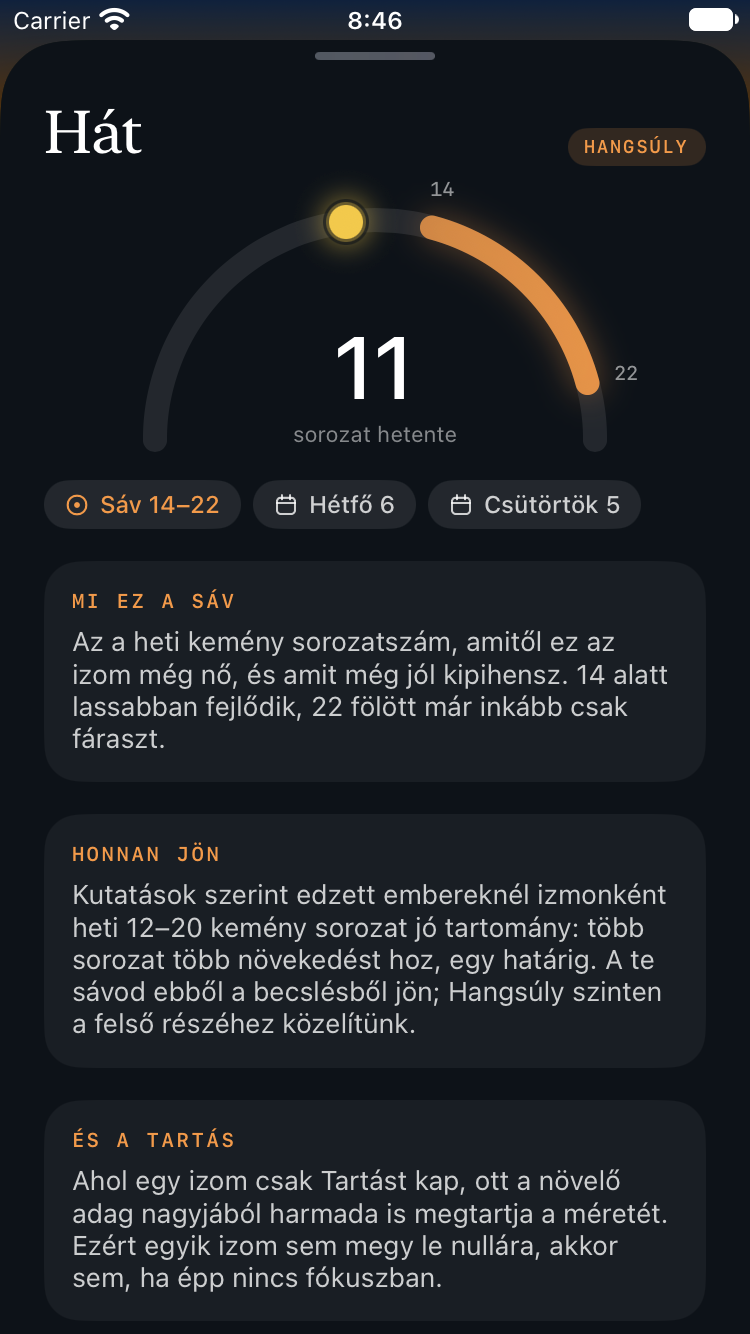 Carrier
8:46
Hát
HANGSÚLY
14
22
11
sorozat hetente
Sáv 14–22
Hétfő 6
Csütörtök 5
MI EZ A SÁV
Az a heti kemény sorozatszám, amitől ez az
izom még nő, és amit még jól kipihensz. 14 alatt
lassabban fejlődik, 22 fölött már inkább csak
fáraszt.
HONNAN JÖN
Kutatások szerint edzett embereknél izmonként
heti 12–20 kemény sorozat jó tartomány: több
sorozat több növekedést hoz, egy határig. A te
sávod ebből a becslésből jön; Hangsúly szinten
a felső részéhez közelítünk.
ÉS A TARTÁS
Ahol egy izom csak Tartást kap, ott a növelő
adag nagyjából harmada is megtartja a méretét.
Ezért egyik izom sem megy le nullára, akkor
sem, ha épp nincs fókuszban.